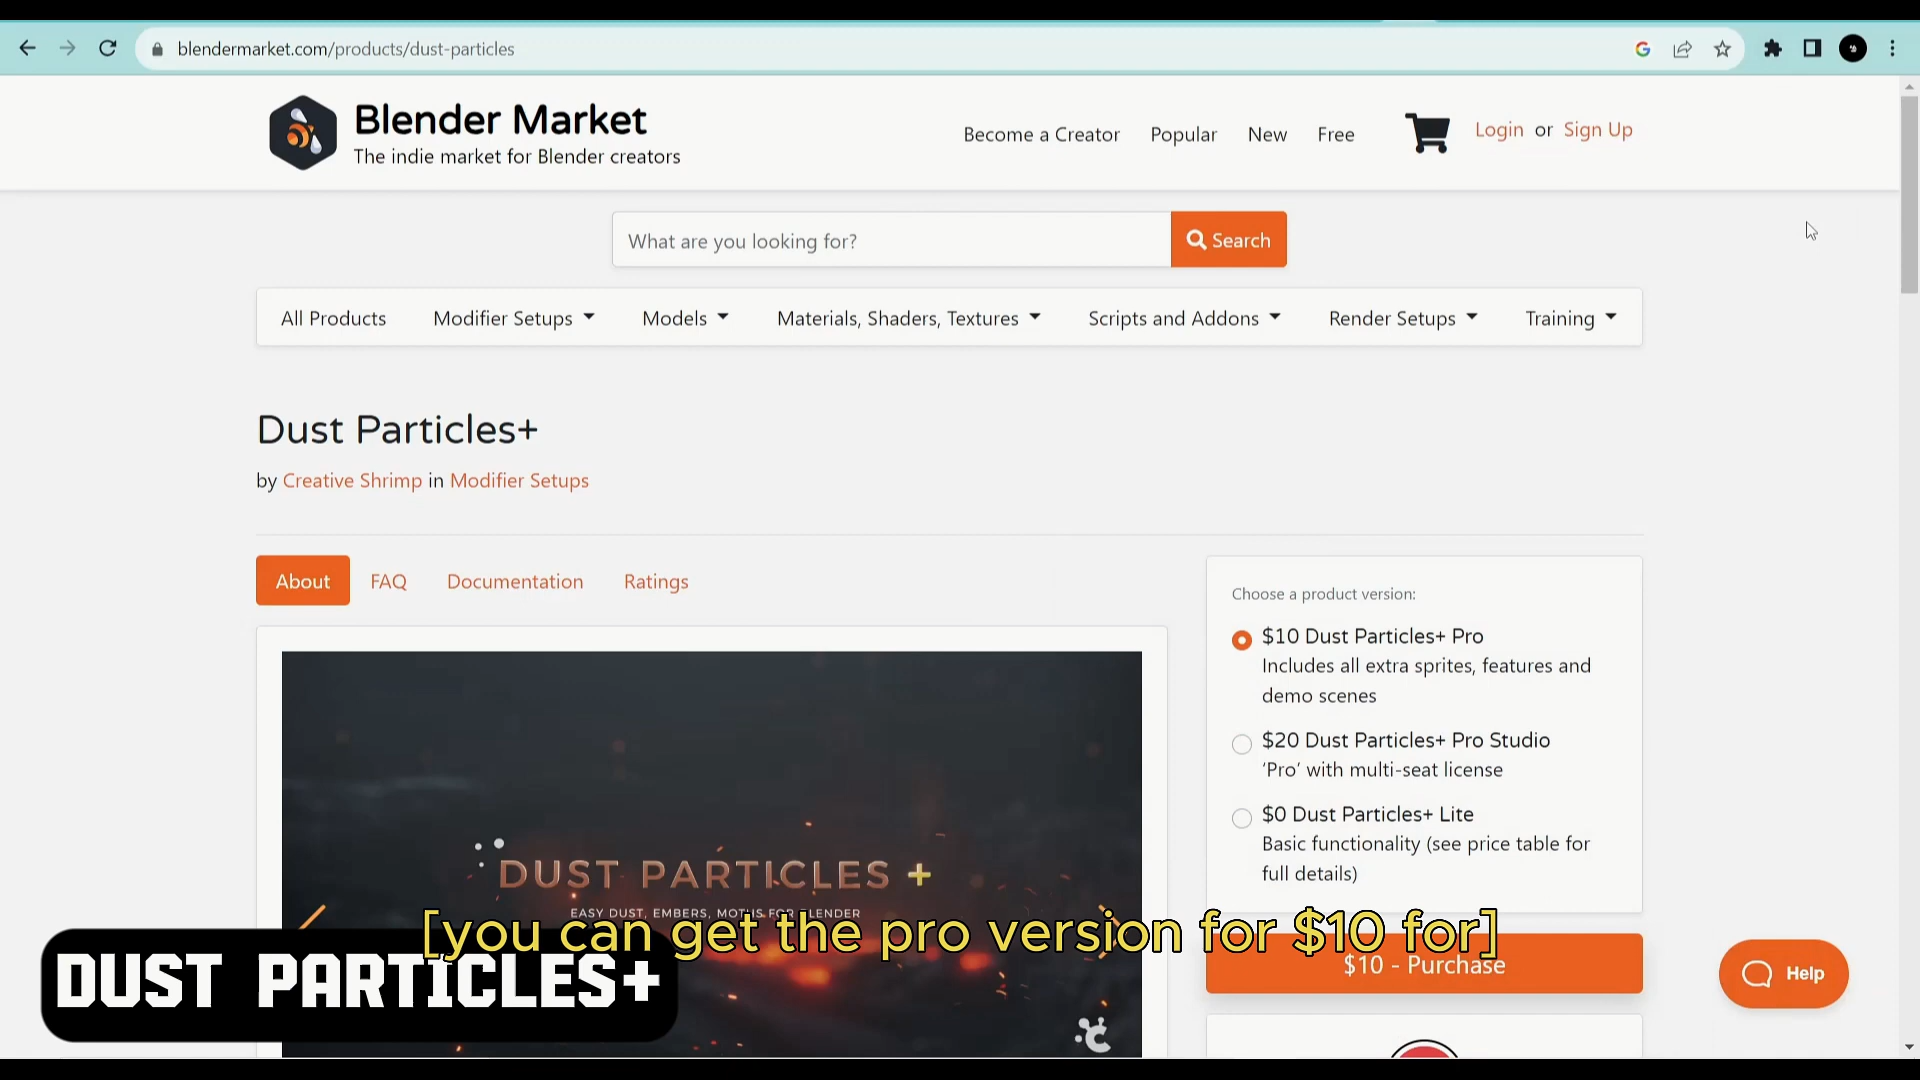 blendermarket.com/products/dust-particles
Blender Market
The indie market for Blender creators
Become a Creator Popular New Free Login or Sign Up
What are you looking for? Search
All Products Modifier Setups Models Materials, Shaders, Textures Scripts and Addons Render Setups Training
Dust Particles+
by Creative Shrimp in Modifier Setups
About FAQ Documentation Ratings
DUST PARTICLES +
EASY DUST, EMBERS, MOTHS FOR BLENDER
Choose a product version:
$10 Dust Particles+ Pro
Includes all extra sprites, features and
demo scenes
$20 Dust Particles+ Pro Studio
‘Pro’ with multi-seat license
$0 Dust Particles+ Lite
Basic functionality (see price table for
full details)
$10 - Purchase
[you can get the pro version for $10 for]
DUST PARTICLES+
Help